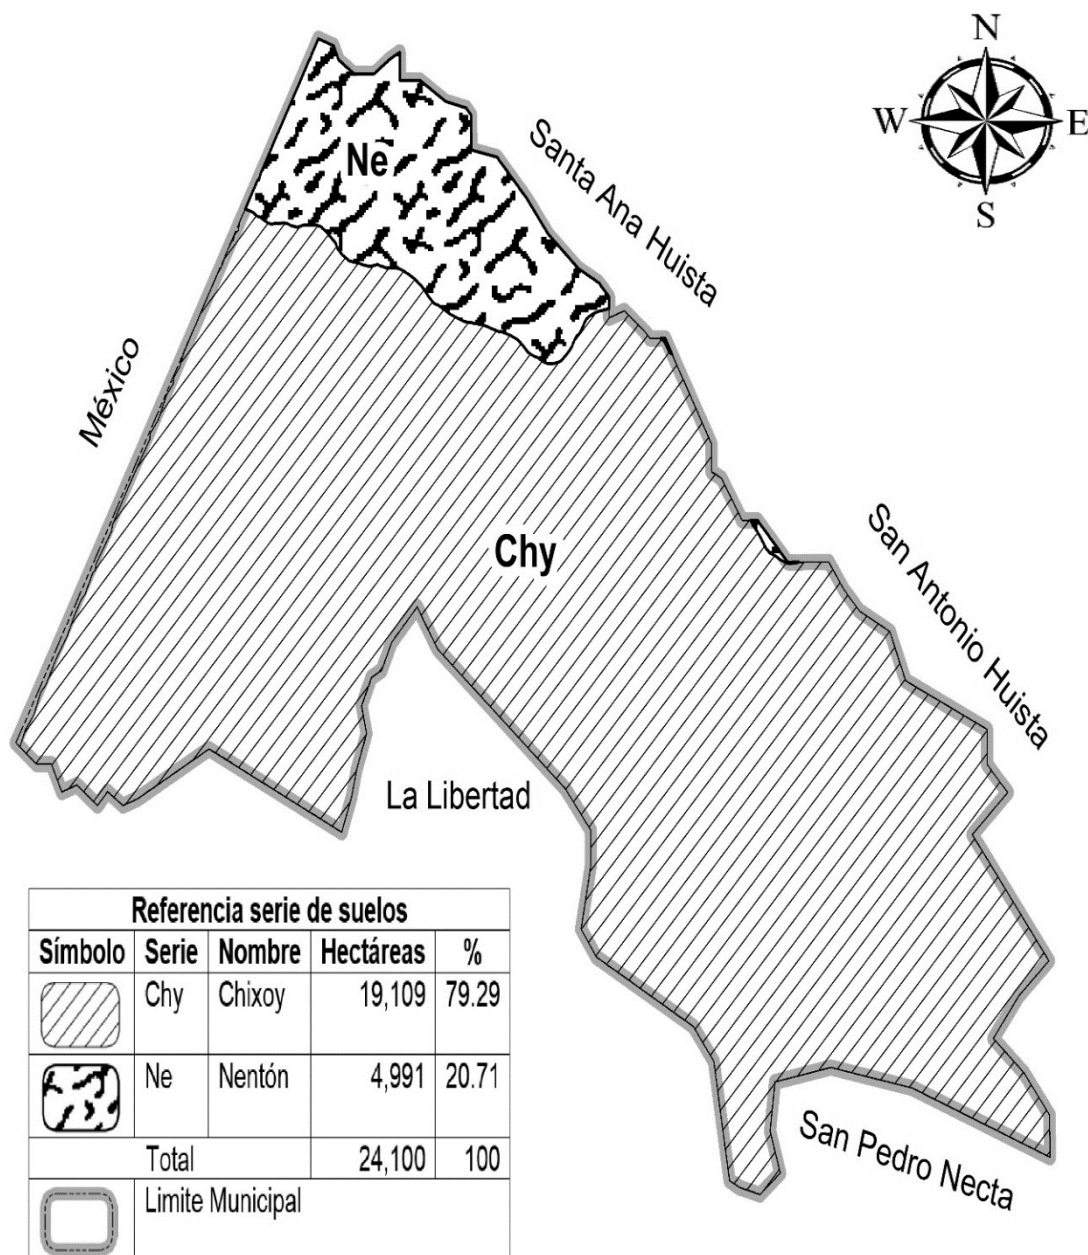 N
W E
S
Santa Ana Huista
Ne
México
Chy
San Antonio Huista
La Libertad
San Pedro Necta
Referencia serie de suelos
Símbolo Serie Nombre Hectáreas %
Chy Chixoy 19,109 79.29
Ne Nentón 4,991 20.71
Total 24,100 100
Limite Municipal